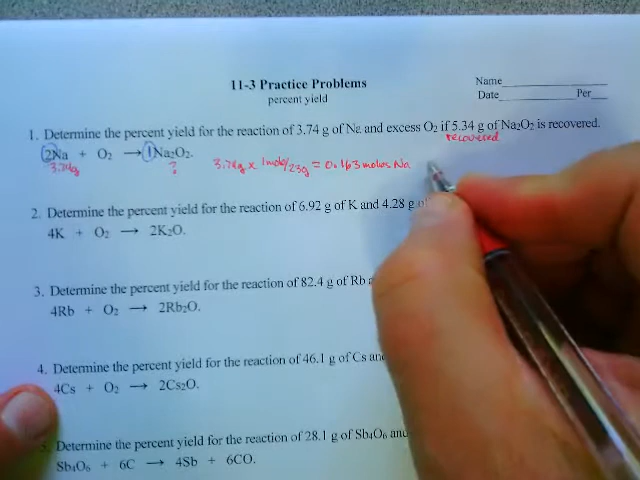 11-3 Practice Problems
percent yield
Name
Date Per
1. Determine the percent yield for the reaction of 3.74 g of Na and excess O₂ if 5.34 g of Na₂O₂ is recovered.
recovered
2Na + O₂ → 1Na₂O₂.
3.74g ? 3.74g x 1mole/23g = 0.163 moles Na
2. Determine the percent yield for the reaction of 6.92 g of K and 4.28 g of
4K + O₂ → 2K₂O.
3. Determine the percent yield for the reaction of 82.4 g of Rb
4Rb + O₂ → 2Rb₂O.
4. Determine the percent yield for the reaction of 46.1 g of Cs and
4Cs + O₂ → 2Cs₂O.
5. Determine the percent yield for the reaction of 28.1 g of Sb₄O₆ and
Sb₄O₆ + 6C → 4Sb + 6CO.